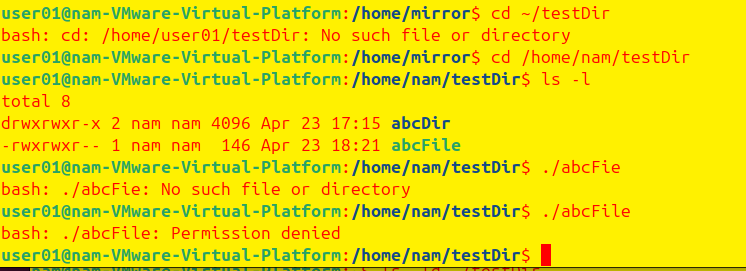 user01@nam-VMware-Virtual-Platform:/home/mirror$ cd ~/testDir
bash: cd: /home/user01/testDir: No such file or directory
user01@nam-VMware-Virtual-Platform:/home/mirror$ cd /home/nam/testDir
user01@nam-VMware-Virtual-Platform:/home/nam/testDir$ ls -l
total 8
drwxrwxr-x 2 nam nam 4096 Apr 23 17:15 abcDir
-rwxrwxr-- 1 nam nam  146 Apr 23 18:21 abcFile
user01@nam-VMware-Virtual-Platform:/home/nam/testDir$ ./abcFie
bash: ./abcFie: No such file or directory
user01@nam-VMware-Virtual-Platform:/home/nam/testDir$ ./abcFile
bash: ./abcFile: Permission denied
user01@nam-VMware-Virtual-Platform:/home/nam/testDir$